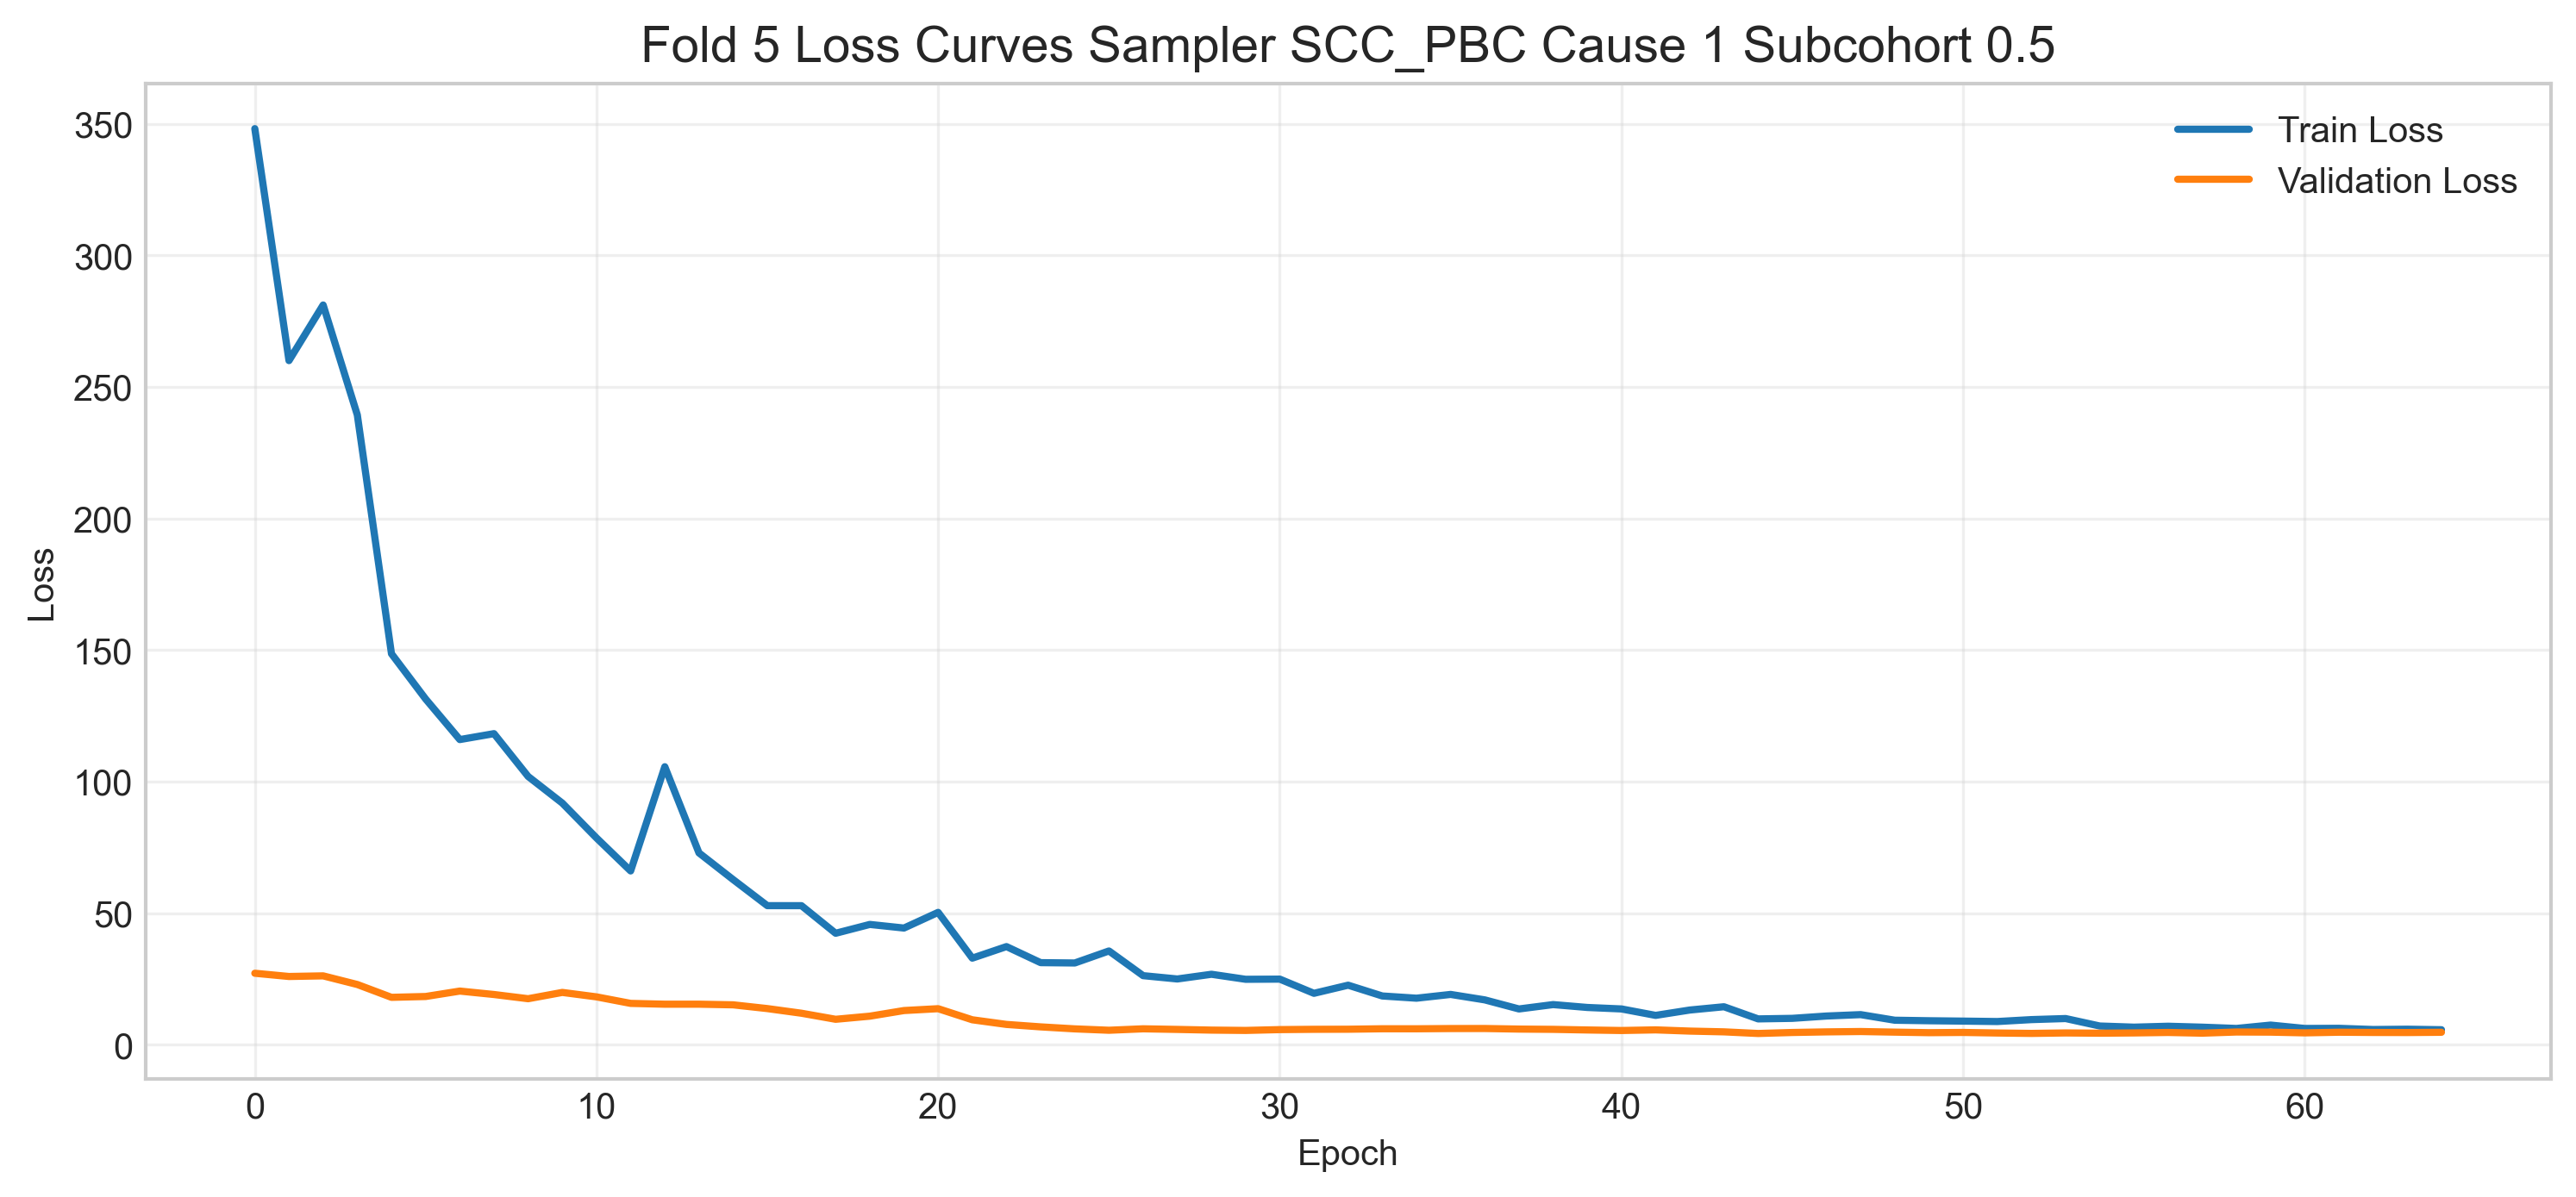 Fold 5 Loss Curves Sampler SCC_PBC Cause 1 Subcohort 0.5
Train Loss
Validation Loss
350
300
250
200
150
100
50
0
Loss
0 10 20 30 40 50 60
Epoch